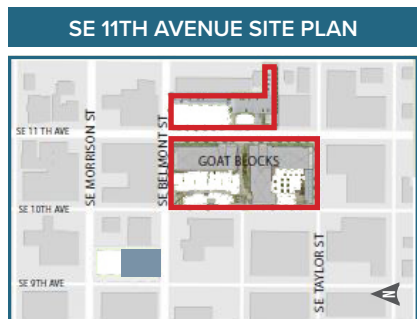 SE 11TH AVENUE SITE PLAN
SE 11 TH AVE
SE MORRISON ST
SE BELMONT ST
GOAT BLOCKS
SE 10TH AVE
SE TAYLOR ST
SE 9TH AVE
N